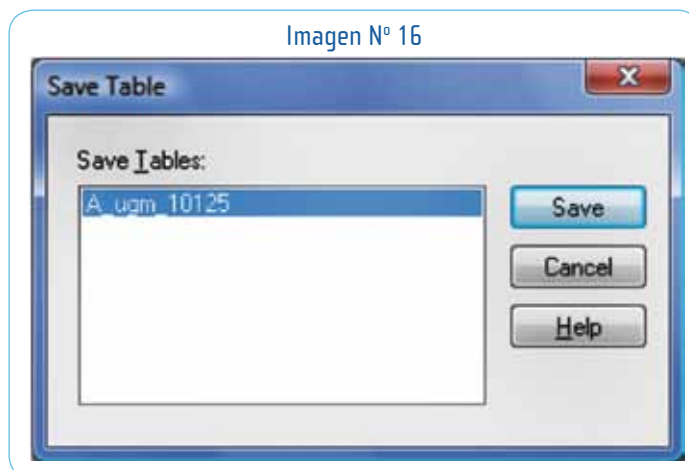 Imagen Nº 16
Save Table
Save Tables:
A_ugm_10125
Save
Cancel
Help